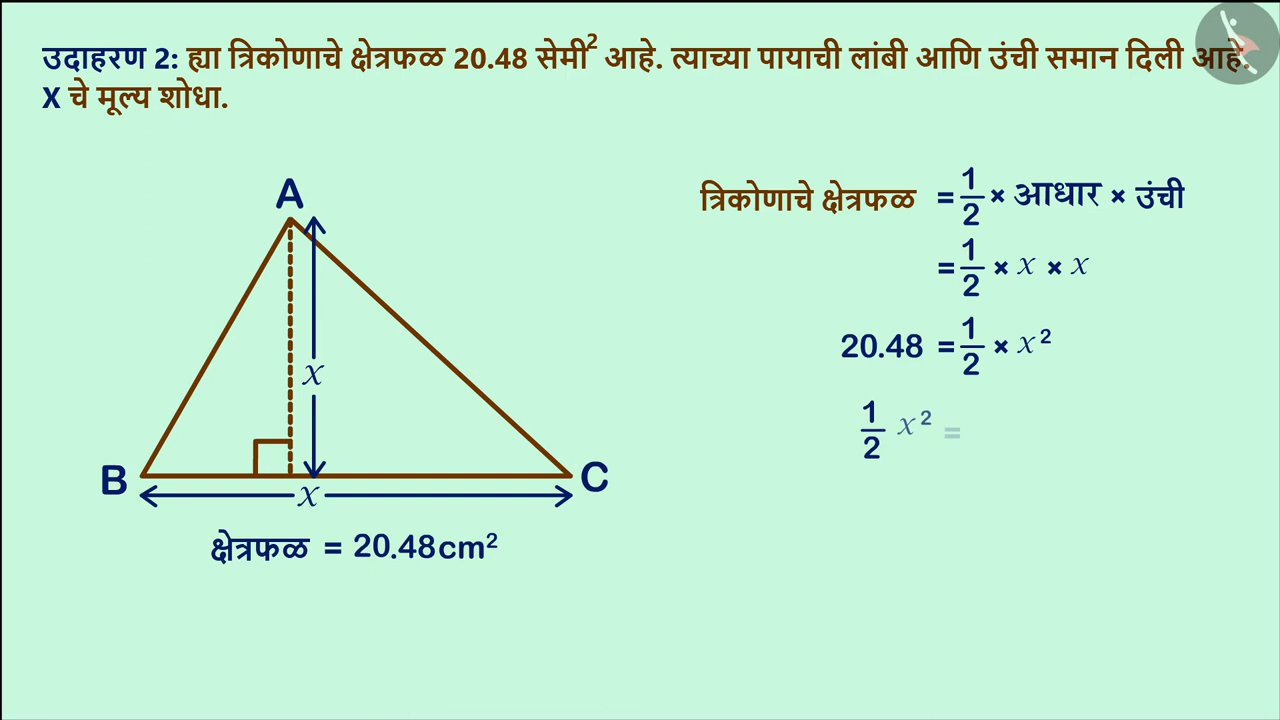 उदाहरण 2: ह्या त्रिकोणाचे क्षेत्रफळ 20.48 सेमी² आहे. त्याच्या पायाची लांबी आणि उंची समान दिली आहे.
X चे मूल्य शोधा.
त्रिकोणाचे क्षेत्रफळ = 1/2 × आधार × उंची
= 1/2 × x × x
20.48 = 1/2 × x²
1/2 x² =
A
x
B
C
x
क्षेत्रफळ = 20.48cm²